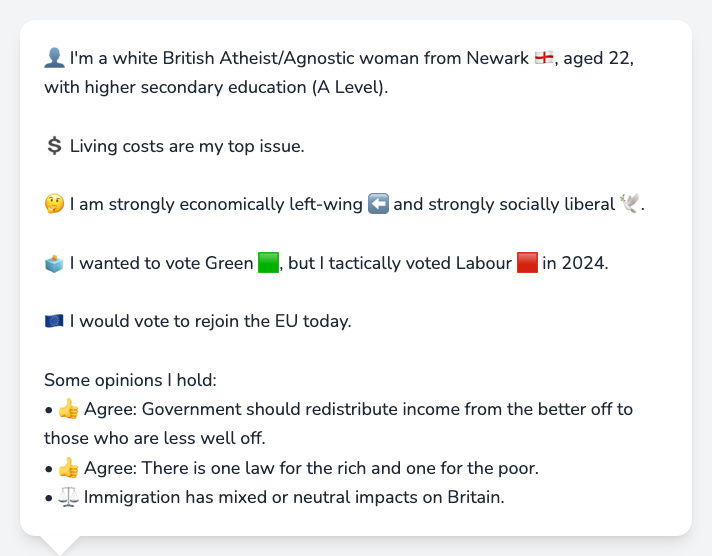 👤 I'm a white British Atheist/Agnostic woman from Newark 🏴󠁧󠁢󠁥󠁮󠁧󠁿, aged 22,
with higher secondary education (A Level).
💲 Living costs are my top issue.
🤔 I am strongly economically left-wing ⬅️ and strongly socially liberal 🕊️.
🗳️ I wanted to vote Green 🟩, but I tactically voted Labour 🟥 in 2024.
🇪🇺 I would vote to rejoin the EU today.
Some opinions I hold:
• 👍 Agree: Government should redistribute income from the better off to
those who are less well off.
• 👍 Agree: There is one law for the rich and one for the poor.
• ⚖️ Immigration has mixed or neutral impacts on Britain.